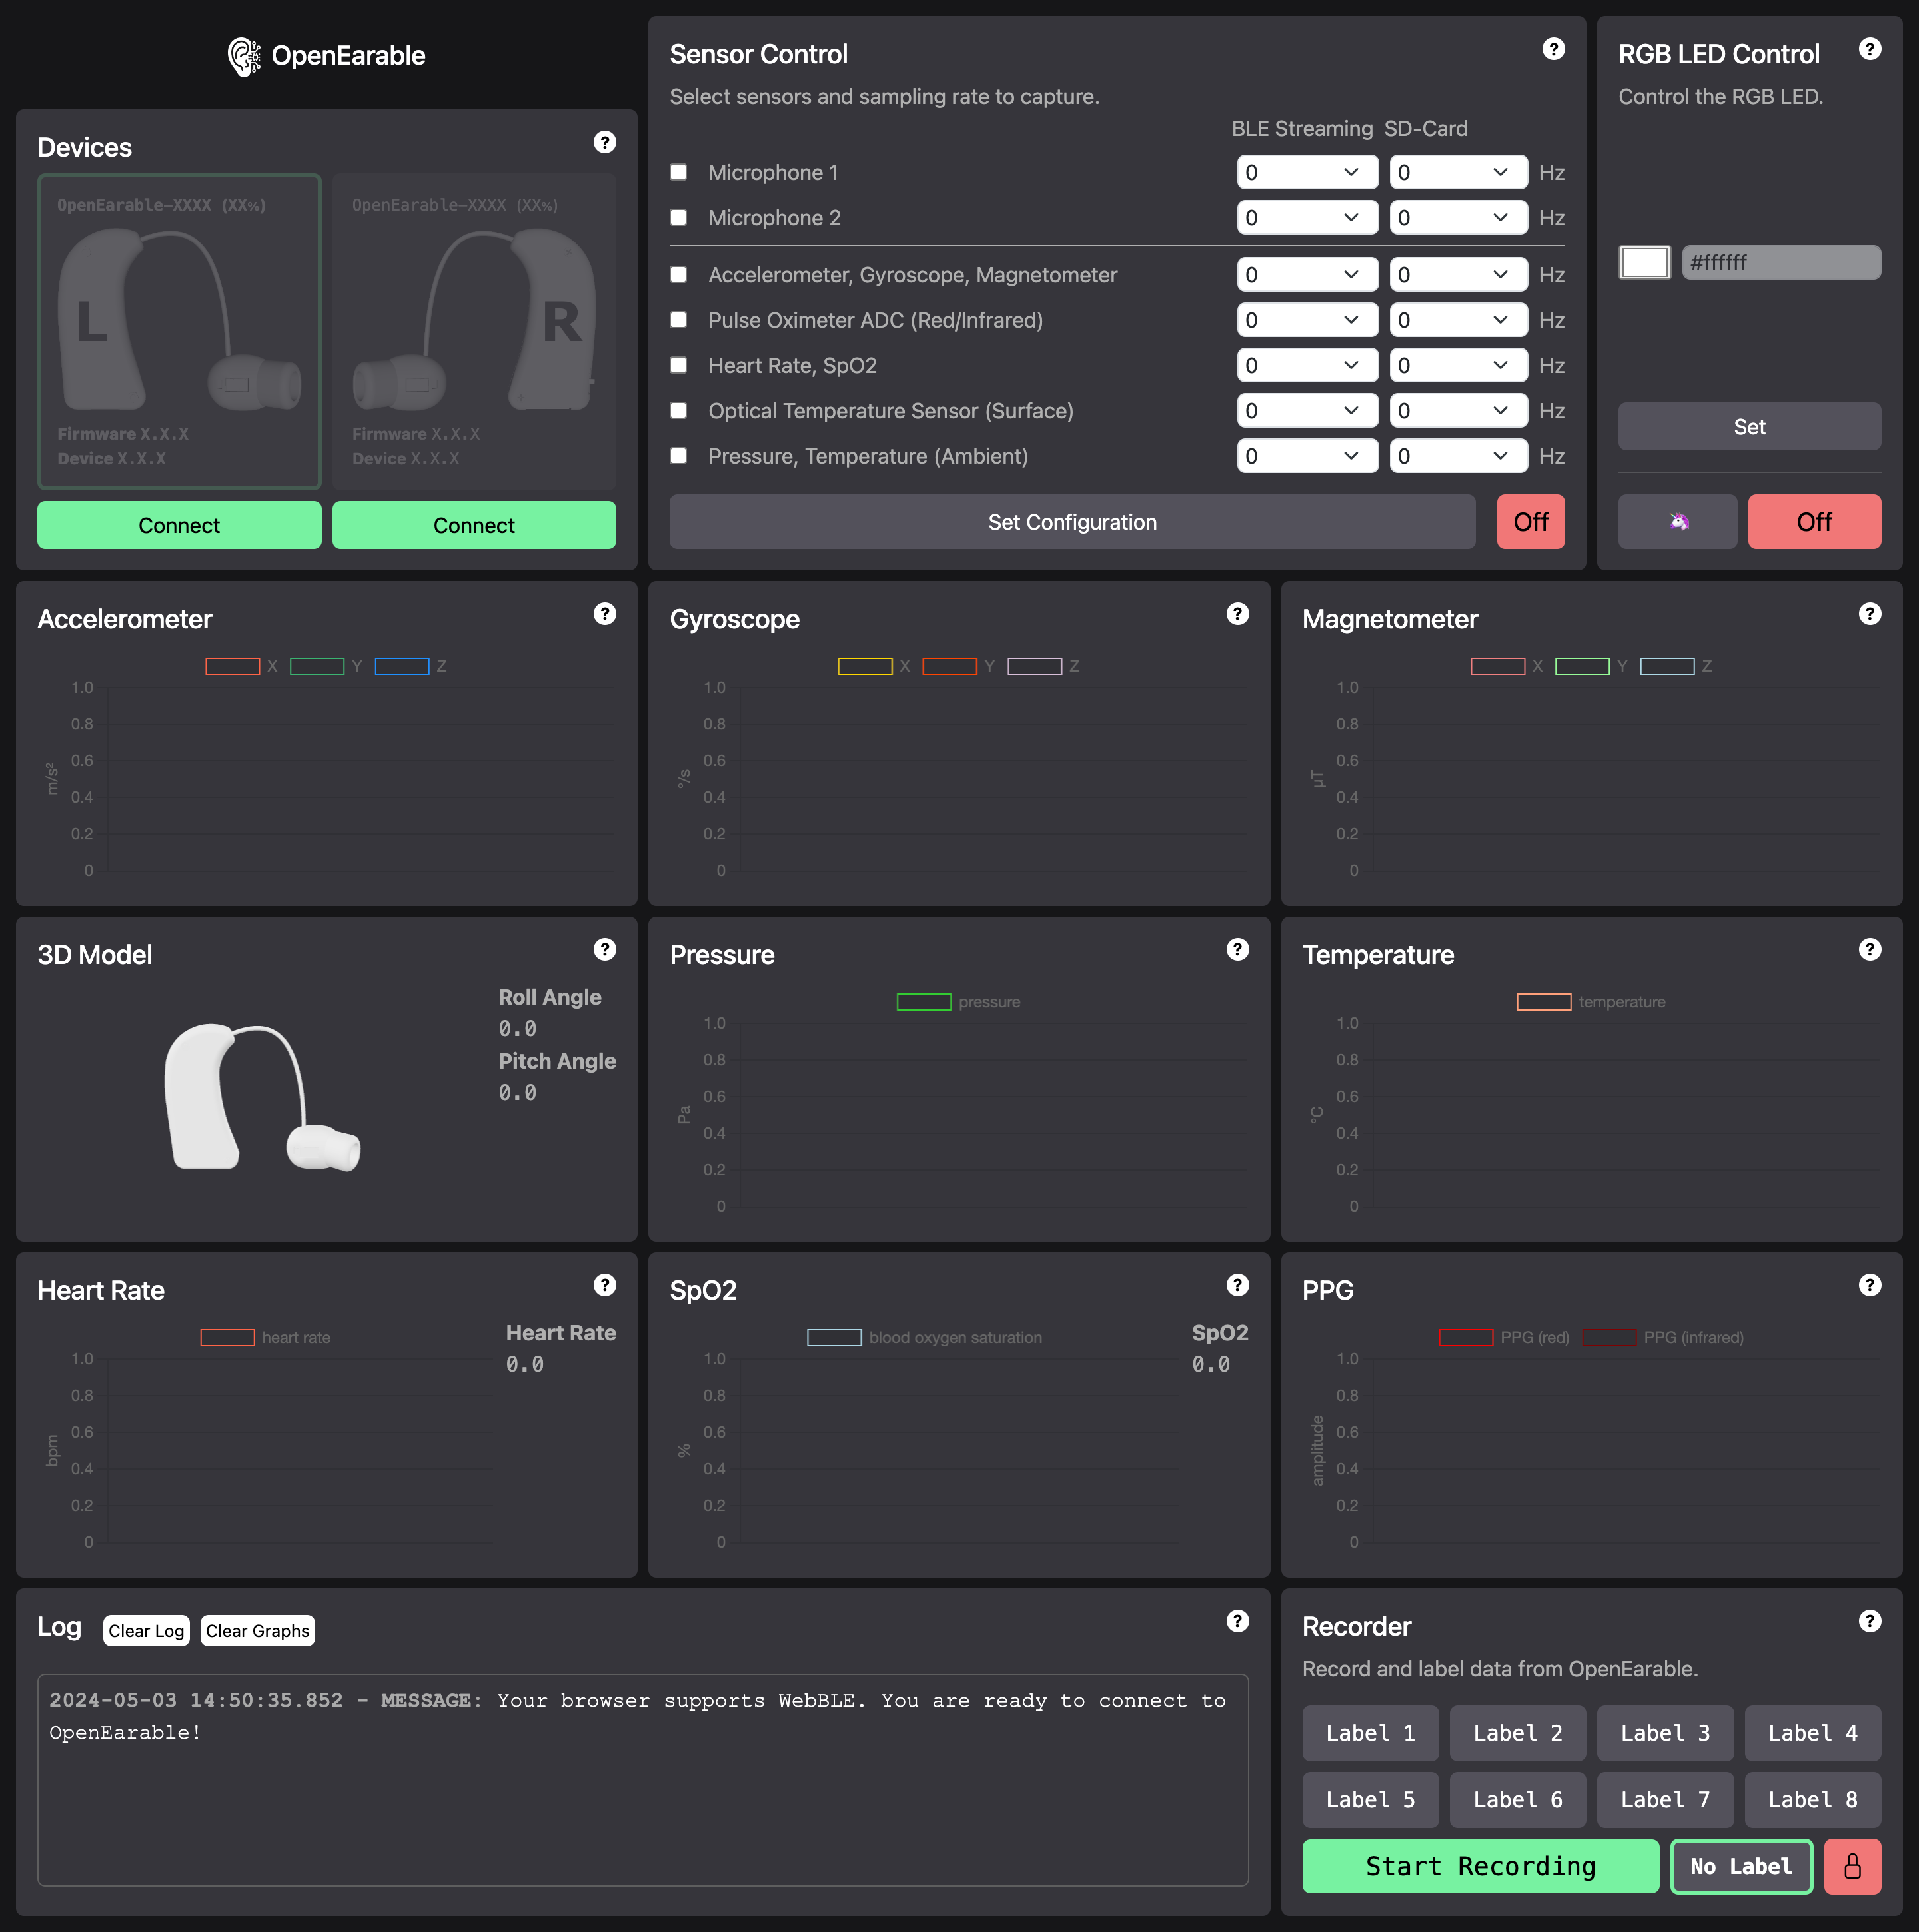 OpenEarable
Devices
OpenEarable-XXXX (XX%)
L
Firmware X.X.X
Device X.X.X
Connect
OpenEarable-XXXX (XX%)
R
Firmware X.X.X
Device X.X.X
Connect
Sensor Control
Select sensors and sampling rate to capture.
BLE Streaming SD-Card
Microphone 1 0 0 Hz
Microphone 2 0 0 Hz
Accelerometer, Gyroscope, Magnetometer 0 0 Hz
Pulse Oximeter ADC (Red/Infrared) 0 0 Hz
Heart Rate, SpO2 0 0 Hz
Optical Temperature Sensor (Surface) 0 0 Hz
Pressure, Temperature (Ambient) 0 0 Hz
Set Configuration Off
RGB LED Control
Control the RGB LED.
#ffffff
Set
Off
Accelerometer
X Y Z
m/s²
1.0
0.8
0.6
0.4
0.2
0
Gyroscope
X Y Z
°/s
1.0
0.8
0.6
0.4
0.2
0
Magnetometer
X Y Z
µT
1.0
0.8
0.6
0.4
0.2
0
3D Model
Roll Angle
0.0
Pitch Angle
0.0
Pressure
pressure
Pa
1.0
0.8
0.6
0.4
0.2
0
Temperature
temperature
°C
1.0
0.8
0.6
0.4
0.2
0
Heart Rate
heart rate
bpm
1.0
0.8
0.6
0.4
0.2
0
Heart Rate
0.0
SpO2
blood oxygen saturation
%
1.0
0.8
0.6
0.4
0.2
0
SpO2
0.0
PPG
PPG (red) PPG (infrared)
amplitude
1.0
0.8
0.6
0.4
0.2
0
Log Clear Log Clear Graphs
2024-05-03 14:50:35.852 - MESSAGE: Your browser supports WebBLE. You are ready to connect to
OpenEarable!
Recorder
Record and label data from OpenEarable.
Label 1 Label 2 Label 3 Label 4
Label 5 Label 6 Label 7 Label 8
Start Recording No Label